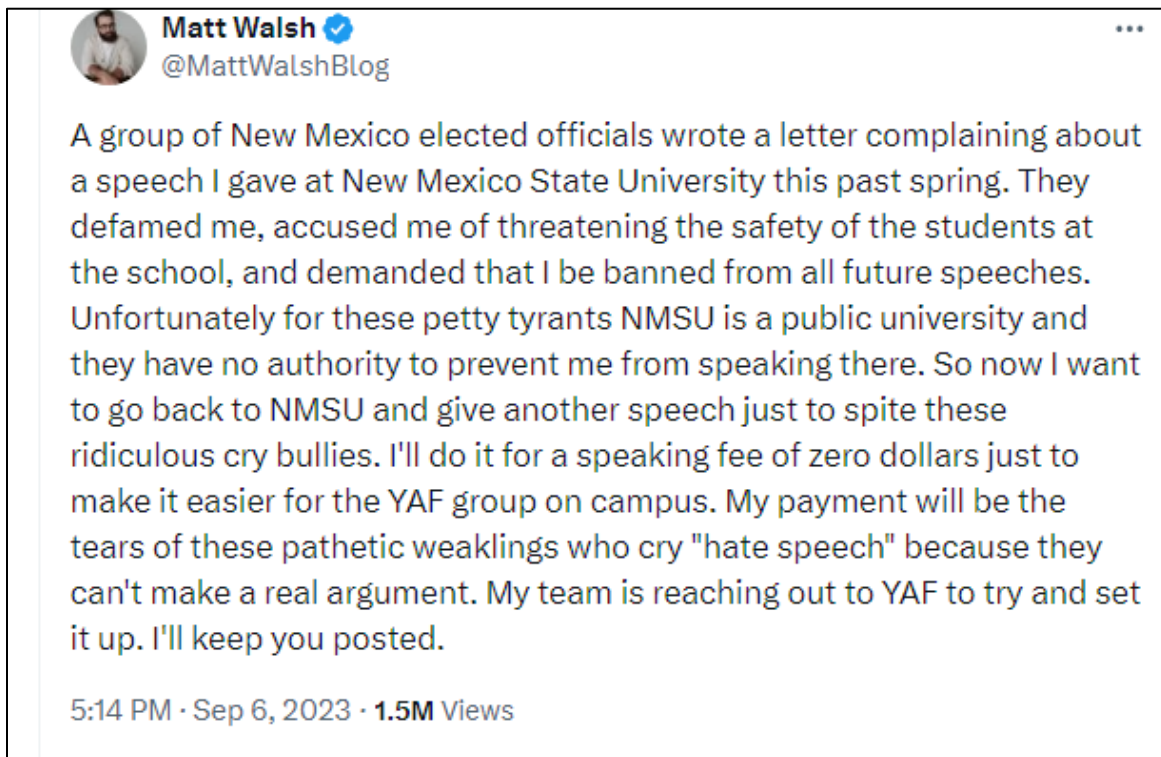 Matt Walsh
@MattWalshBlog
A group of New Mexico elected officials wrote a letter complaining about
a speech I gave at New Mexico State University this past spring. They
defamed me, accused me of threatening the safety of the students at
the school, and demanded that I be banned from all future speeches.
Unfortunately for these petty tyrants NMSU is a public university and
they have no authority to prevent me from speaking there. So now I want
to go back to NMSU and give another speech just to spite these
ridiculous cry bullies. I'll do it for a speaking fee of zero dollars just to
make it easier for the YAF group on campus. My payment will be the
tears of these pathetic weaklings who cry "hate speech" because they
can't make a real argument. My team is reaching out to YAF to try and set
it up. I'll keep you posted.
5:14 PM · Sep 6, 2023 · 1.5M Views